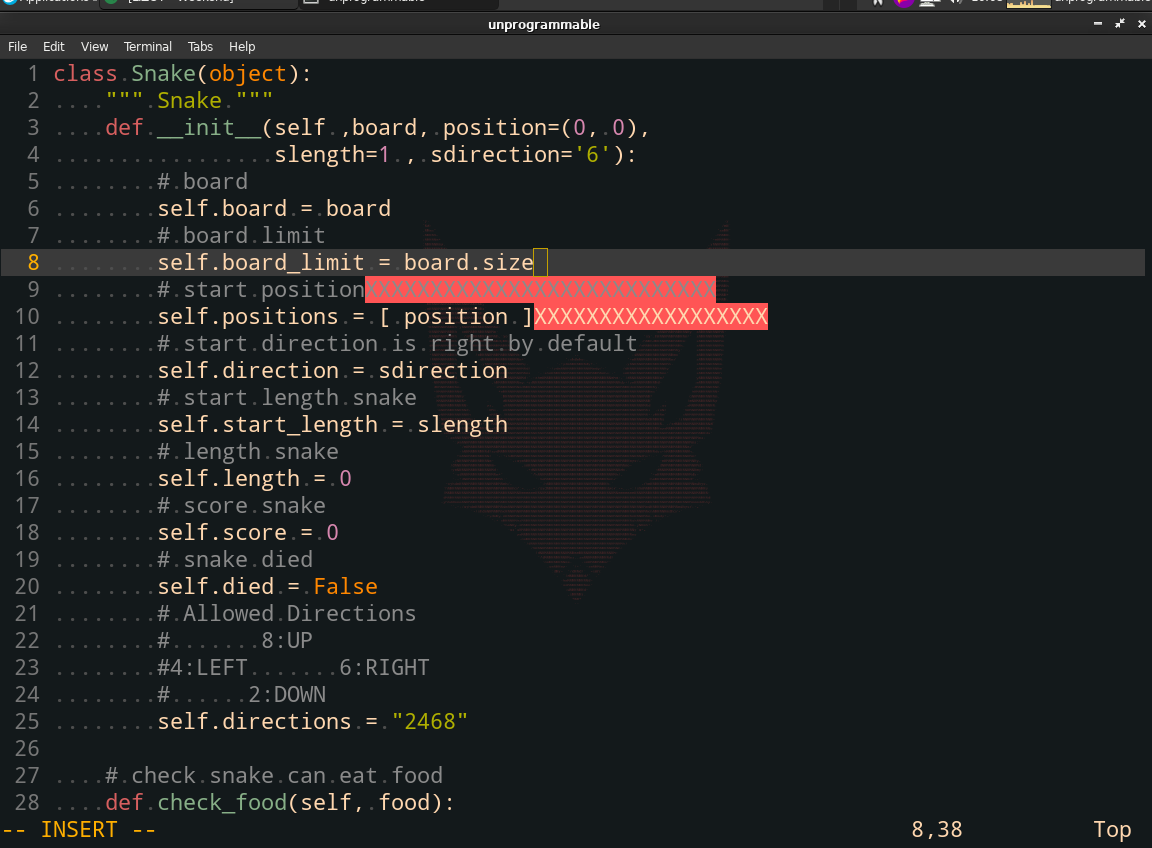 unprogrammable
File Edit View Terminal Tabs Help
1 class Snake(object):
2     """ Snake """
3     def __init__(self ,board, position=(0, 0),
4                  slength=1 , sdirection='6'):
5         # board
6         self.board = board
7         # board limit
8         self.board_limit = board.size
9         # start positionXXXXXXXXXXXXXXXXXXXXXXXXXXX
10         self.positions = [ position ]XXXXXXXXXXXXXXXXXX
11         # start direction is right by default
12         self.direction = sdirection
13         # start length snake
14         self.start_length = slength
15         # length snake
16         self.length = 0
17         # score snake
18         self.score = 0
19         # snake died
20         self.died = False
21         # Allowed Directions
22         #       8:UP
23         #4:LEFT       6:RIGHT
24         #      2:DOWN
25         self.directions = "2468"
26
27     # check snake can eat food
28     def check_food(self, food):
-- INSERT -- 8,38 Top